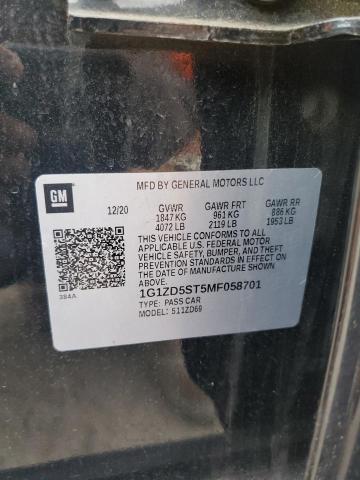 MFD BY GENERAL MOTORS LLC
GM
12/20
GVWR GAWR FRT GAWR RR
1847 KG 961 KG 886 KG
4072 LB 2119 LB 1953 LB
THIS VEHICLE CONFORMS TO ALL
APPLICABLE U.S. FEDERAL MOTOR
VEHICLE SAFETY, BUMPER, AND THEFT
PREVENTION STANDARDS IN EFFECT ON
THE DATE OF MANUFACTURE SHOWN
ABOVE.
384A
1G1ZD5ST5MF058701
TYPE: PASS CAR
MODEL: 511ZD69